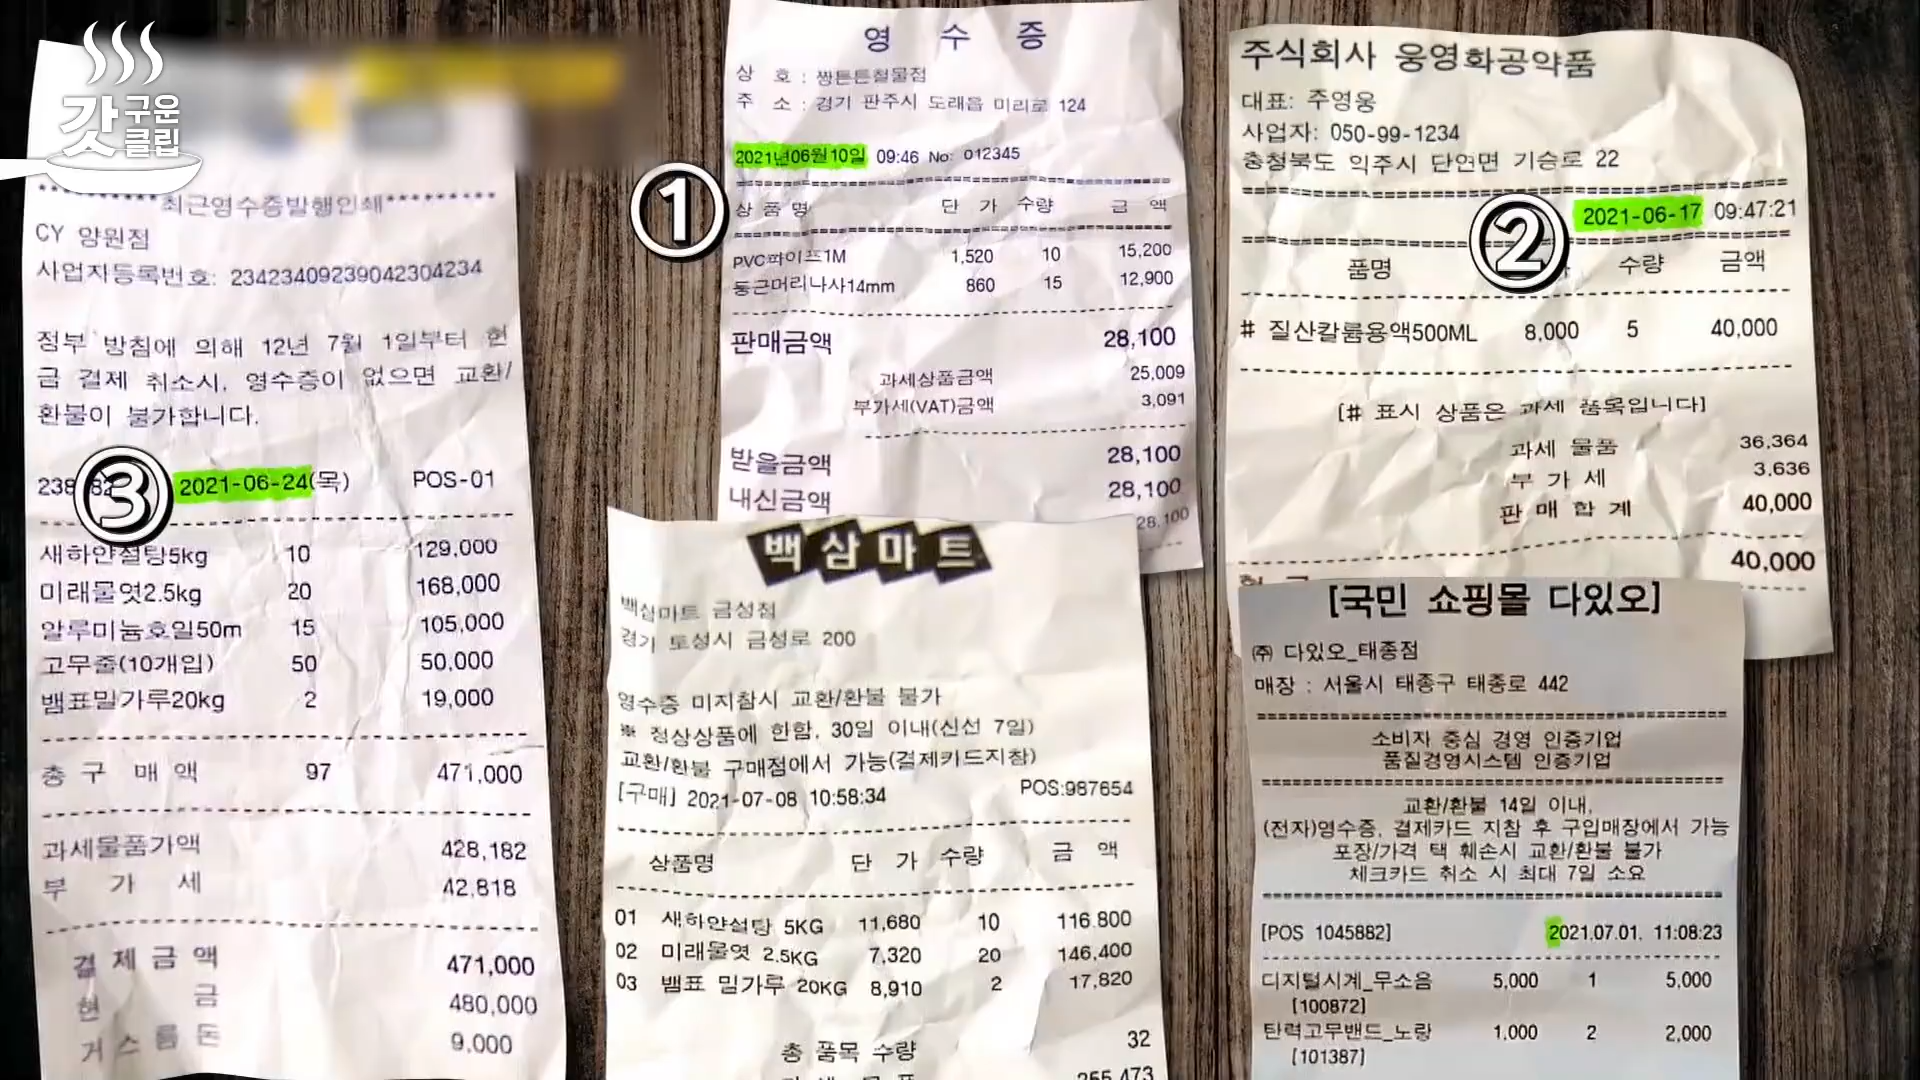 갓구운클립
*********최근영수증발행인쇄*********
CY 양원점
사업자등록번호: 23423409239042304234
정부 방침에 의해 12년 7월 1일부터 현
금 결제 취소시, 영수증이 없으면 교환/
환불이 불가합니다.
③ 2021-06-24(목) POS-01
새하얀설탕5kg 10 129,000
미래물엿2.5kg 20 168,000
알루미늄호일50m 15 105,000
고무줄(10개입) 50 50,000
뱀표밀가루20kg 2 19,000
총 구 매 액 97 471,000
과세물품가액 428,182
부 가 세 42,818
결 제 금 액 471,000
현 금 480,000
거 스 름 돈 9,000
영 수 증
상 호 : 짱튼튼철물점
주 소 : 경기 판주시 도래읍 미리로 124
2021년06월10일 09:46 No: 012345
①
상 품 명 단 가 수량 금 액
PVC파이프1M 1,520 10 15,200
둥근머리나사14mm 860 15 12,900
판매금액 28,100
과세상품금액 25,009
부가세(VAT)금액 3,091
받을금액 28,100
내신금액 28,100
28,100
주식회사 웅영화공약품
대표: 주영웅
사업자: 050-99-1234
충청북도 익주시 단언면 기승로 22
② 2021-06-17 09:47:21
품명 수량 금액
# 질산칼륨용액500ML 8,000 5 40,000
[# 표시 상품은 과세 품목입니다]
과세 물품 36,364
부 가 세 3,636
판 매 합 계 40,000
현 금 40,000
백삼마트
백삼마트 금성점
경기 토성시 금성로 200
영수증 미지참시 교환/환불 불가
※ 정상상품에 한함, 30일 이내(신선 7일)
교환/환불 구매점에서 가능(결제카드지참)
[구매] 2021-07-08 10:58:34 POS:987654
상품명 단 가 수량 금 액
01 새하얀설탕 5KG 11,680 10 116.800
02 미래물엿 2.5KG 7,320 20 146,400
03 뱀표 밀가루 20KG 8,910 2 17,820
총 품목 수량 32
255,473
[국민 쇼핑몰 다있오]
㈜ 다있오_태종점
매장 : 서울시 태종구 태종로 442
소비자 중심 경영 인증기업
품질경영시스템 인증기업
교환/환불 14일 이내,
(전자)영수증, 결제카드 지참 후 구입매장에서 가능
포장/가격 택 훼손시 교환/환불 불가
체크카드 취소 시 최대 7일 소요
[POS 1045882] 2021.07.01. 11:08:23
디지털시계_무소음 5,000 1 5,000
[100872]
탄력고무밴드_노랑 1,000 2 2,000
[101387]